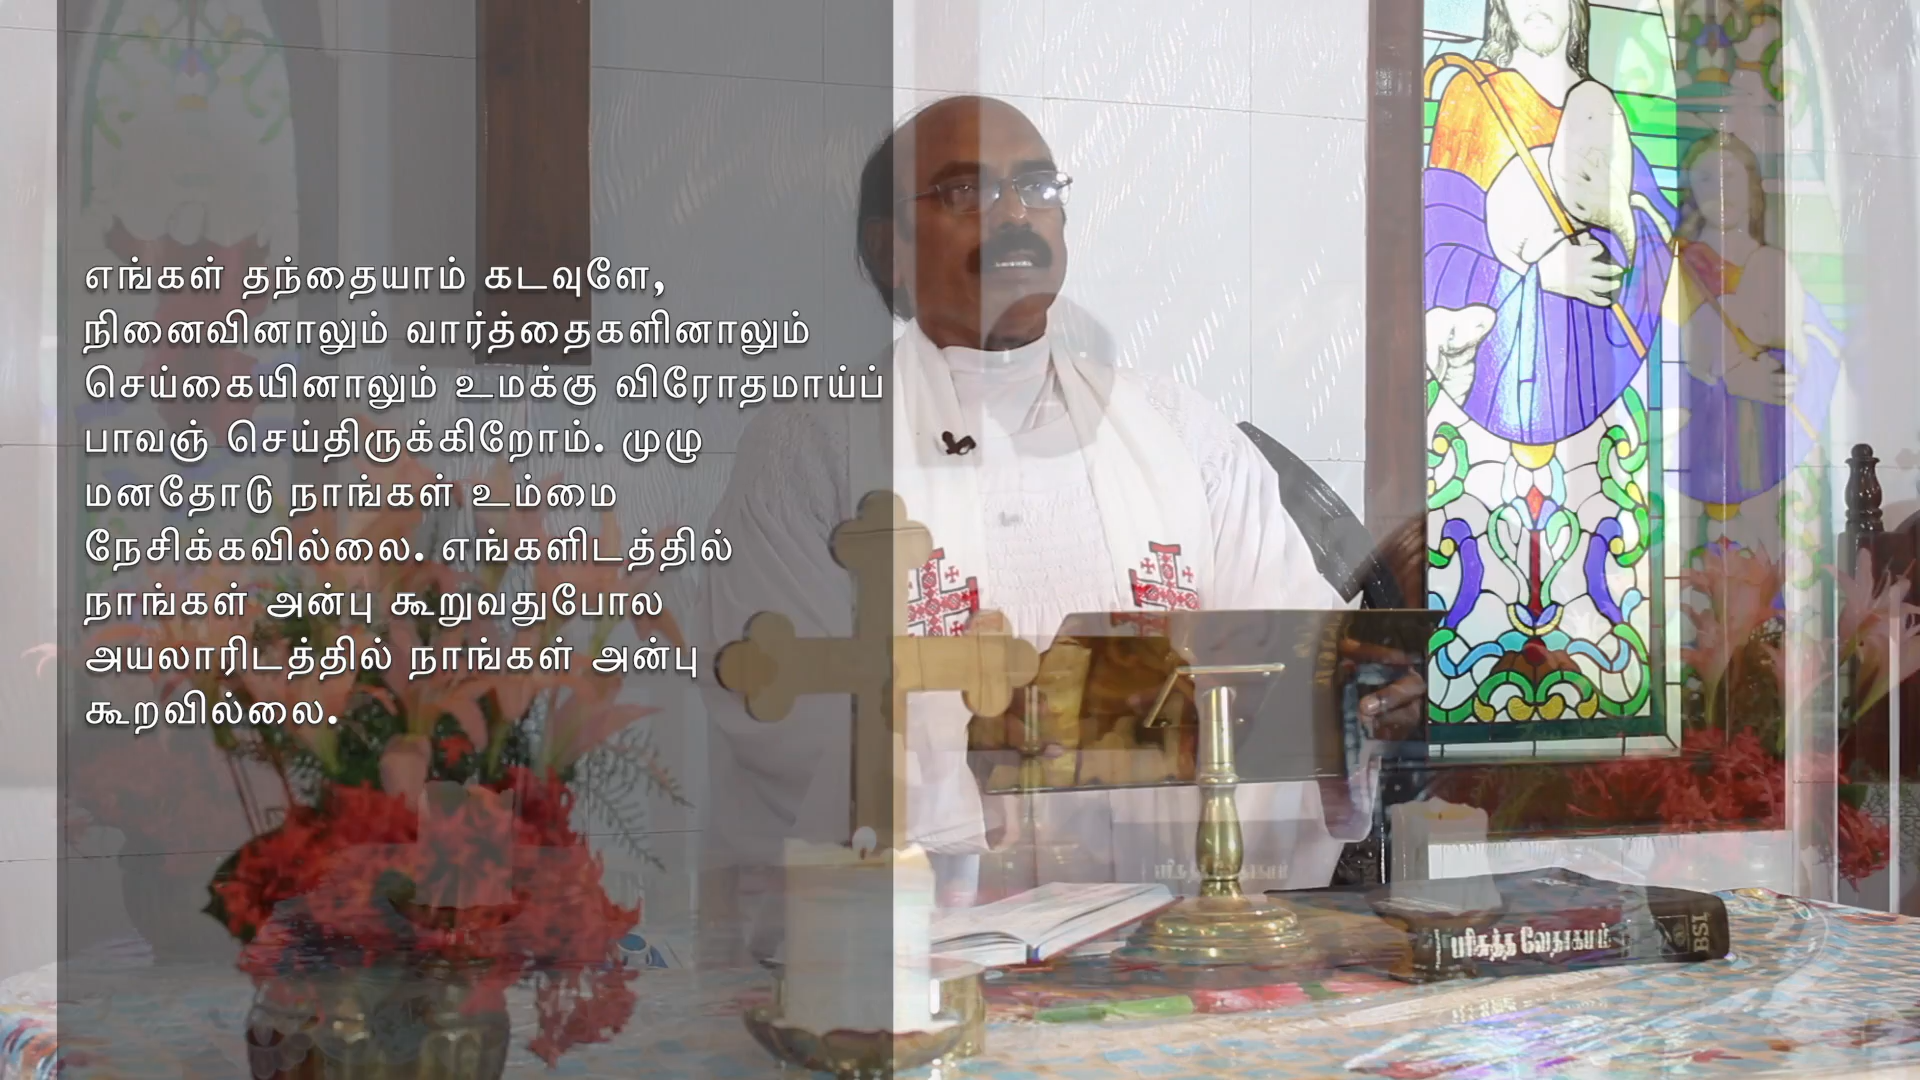 எங்கள் தந்தையாம் கடவுளே,
நினைவினாலும் வார்த்தைகளினாலும்
செய்கையினாலும் உமக்கு விரோதமாய்ப்
பாவஞ் செய்திருக்கிறோம். முழு
மனதோடு நாங்கள் உம்மை
நேசிக்கவில்லை. எங்களிடத்தில்
நாங்கள் அன்பு கூறுவதுபோல
அயலாரிடத்தில் நாங்கள் அன்பு
கூறவில்லை.
பரிசுத்த வேதாகமம்
BSI